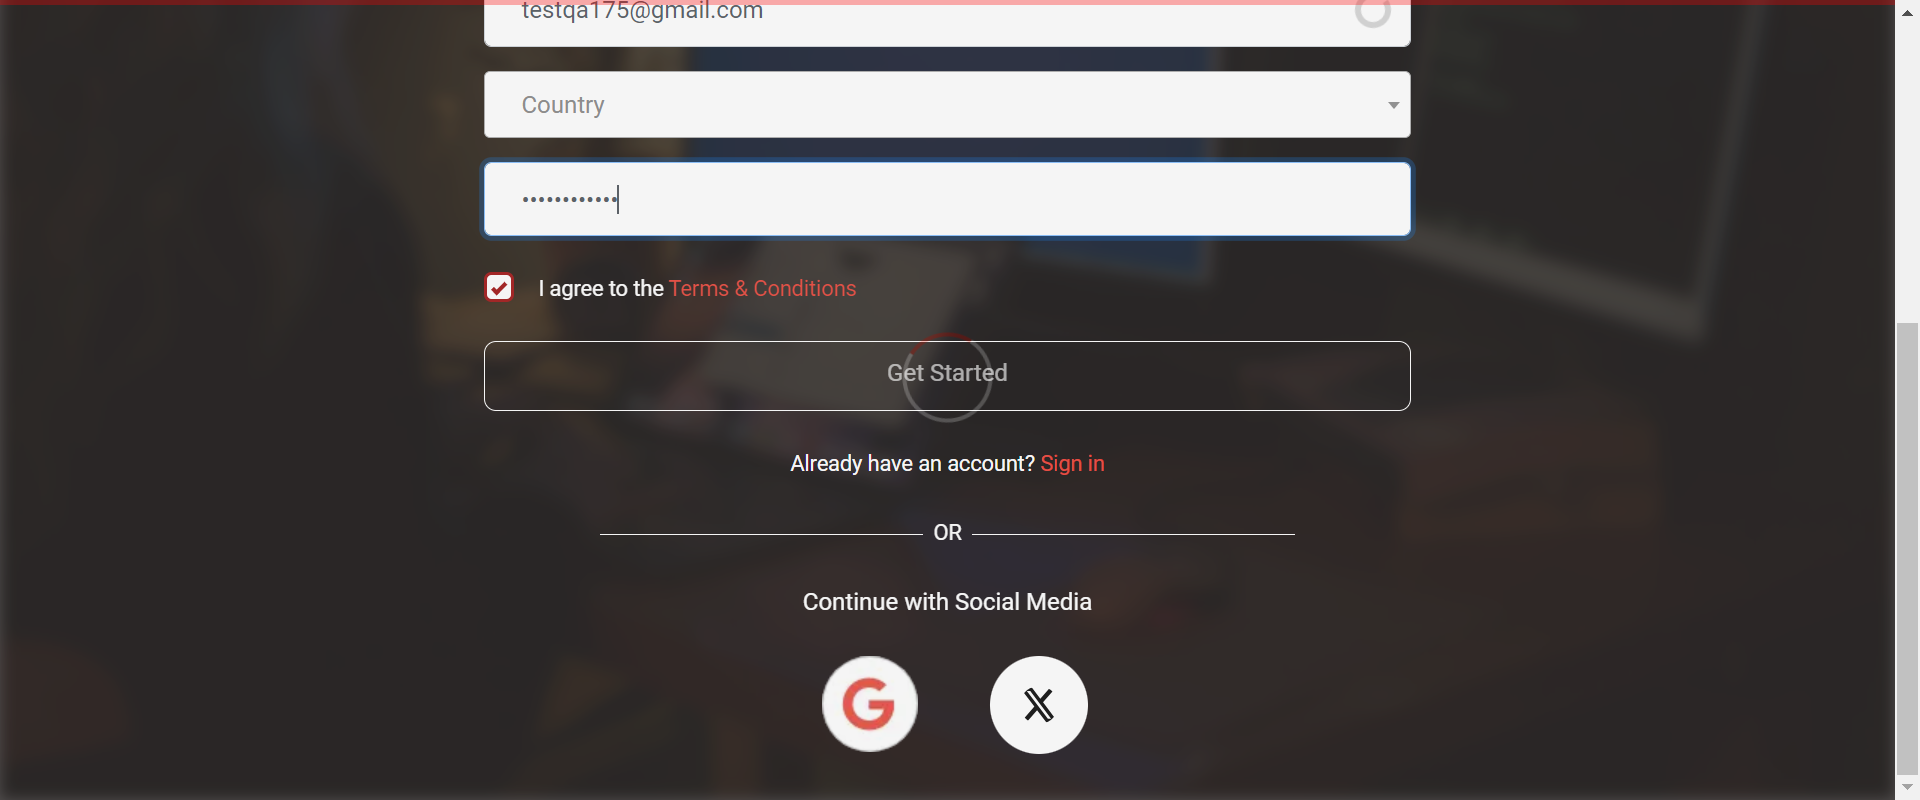 testqa175@gmail.com
Country
••••••••••••
I agree to the Terms & Conditions
Get Started
Already have an account? Sign in
OR
Continue with Social Media
G
X